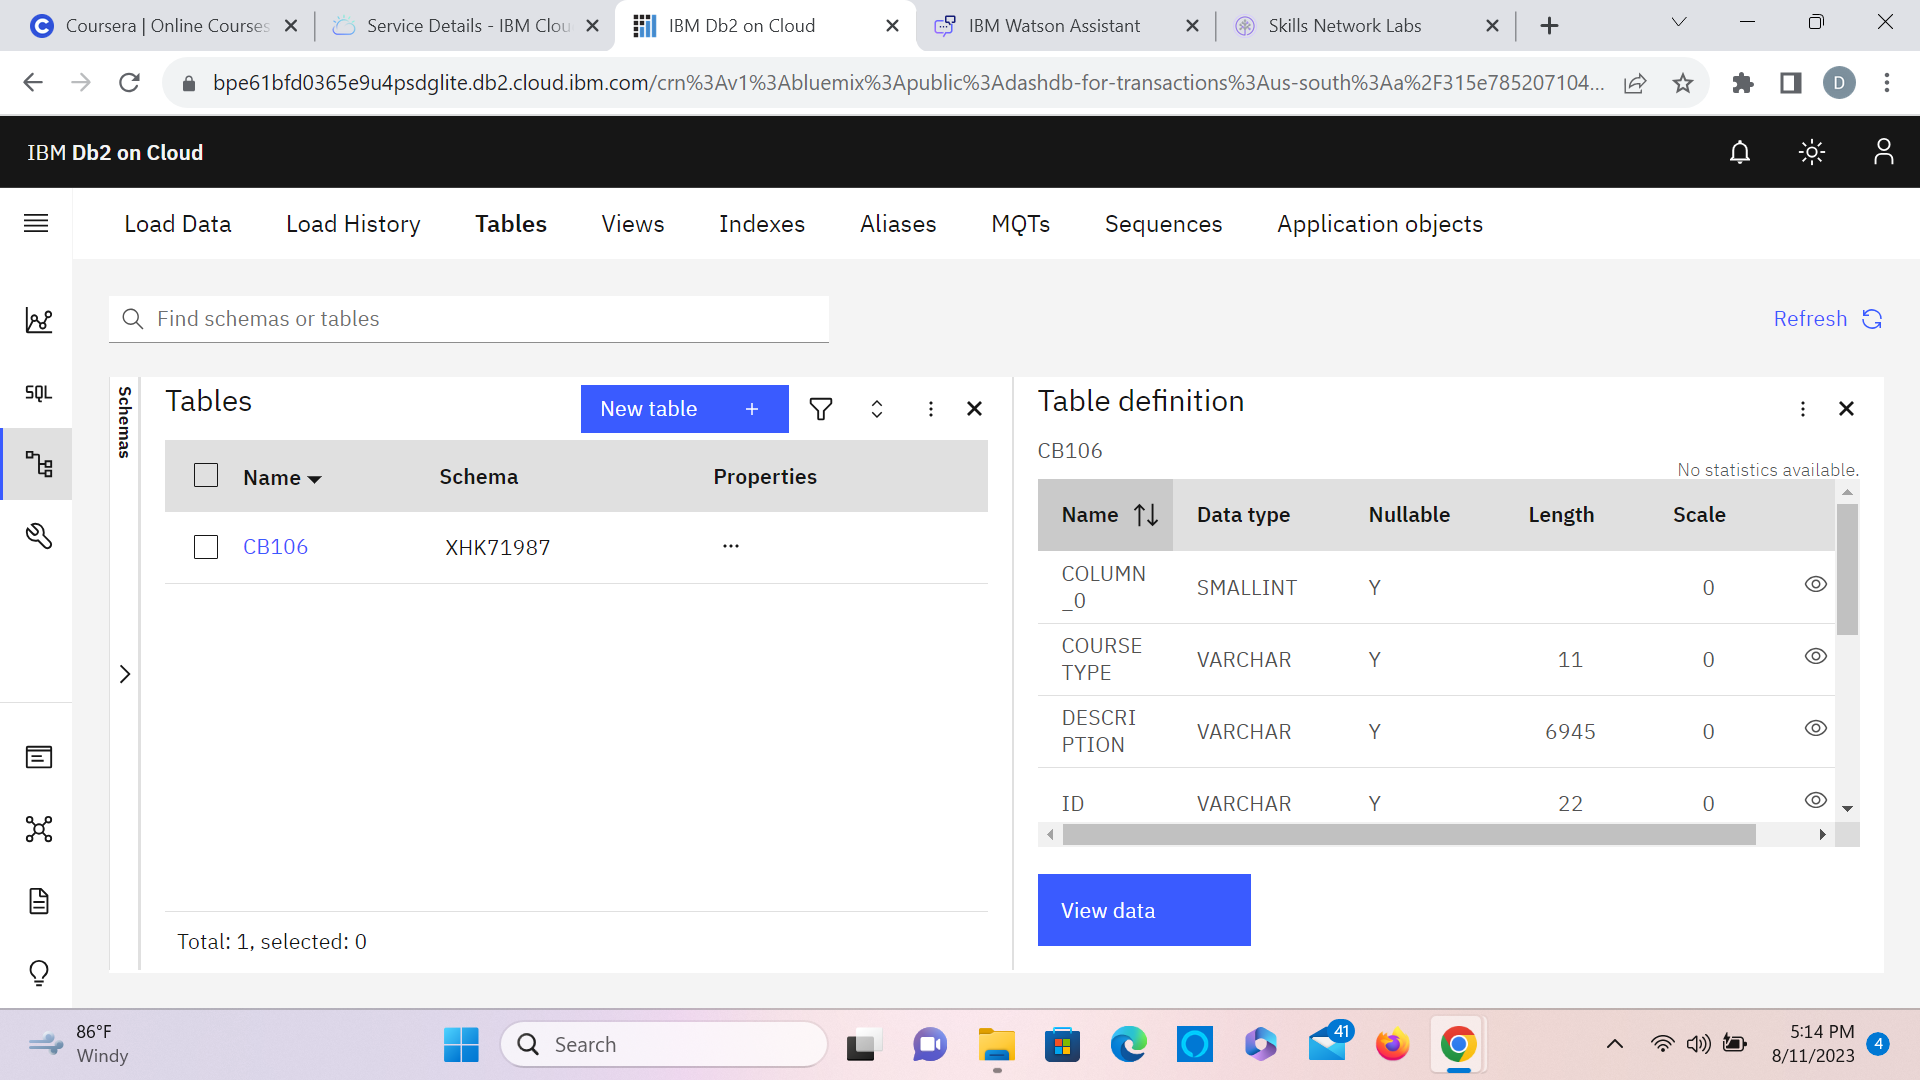 Coursera | Online Courses
Service Details - IBM Clou
IBM Db2 on Cloud
IBM Watson Assistant
Skills Network Labs
bpe61bfd0365e9u4psdglite.db2.cloud.ibm.com/crn%3Av1%3Abluemix%3Apublic%3Adashdb-for-transactions%3Aus-south%3Aa%2F315e785207104...
D
IBM Db2 on Cloud
Load Data Load History Tables Views Indexes Aliases MQTs Sequences Application objects
Find schemas or tables
Refresh
SQL
Schemas
Tables
New table +
Name Schema Properties
CB106 XHK71987 ...
Total: 1, selected: 0
Table definition
CB106
No statistics available.
Name Data type Nullable Length Scale
COLUMN
_0 SMALLINT Y 0
COURSE
TYPE VARCHAR Y 11 0
DESCRI
PTION VARCHAR Y 6945 0
ID VARCHAR Y 22 0
View data
86°F
Windy
Search
41
5:14 PM
8/11/2023
4